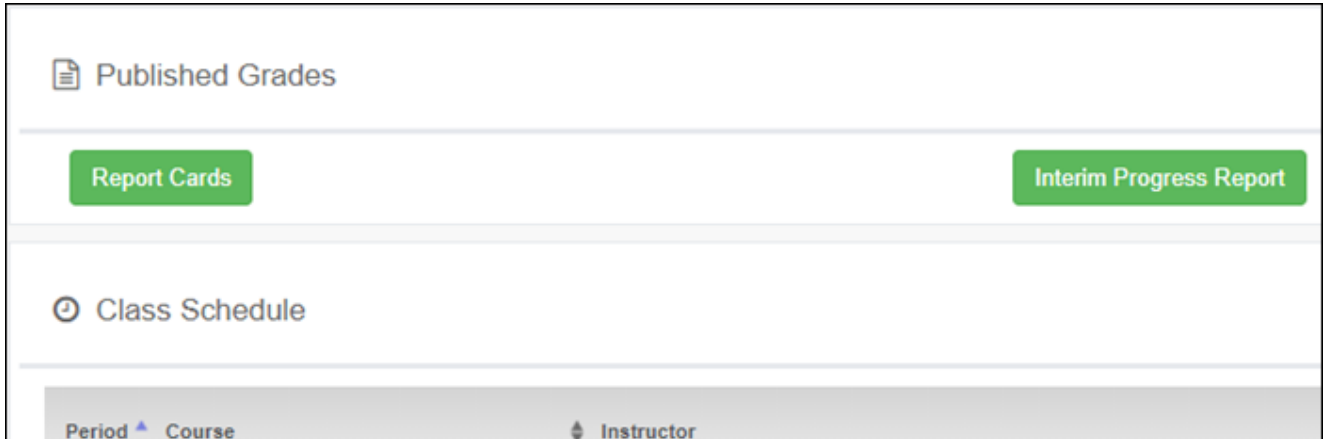 Published Grades
Report Cards Interim Progress Report
Class Schedule
Period Course Instructor